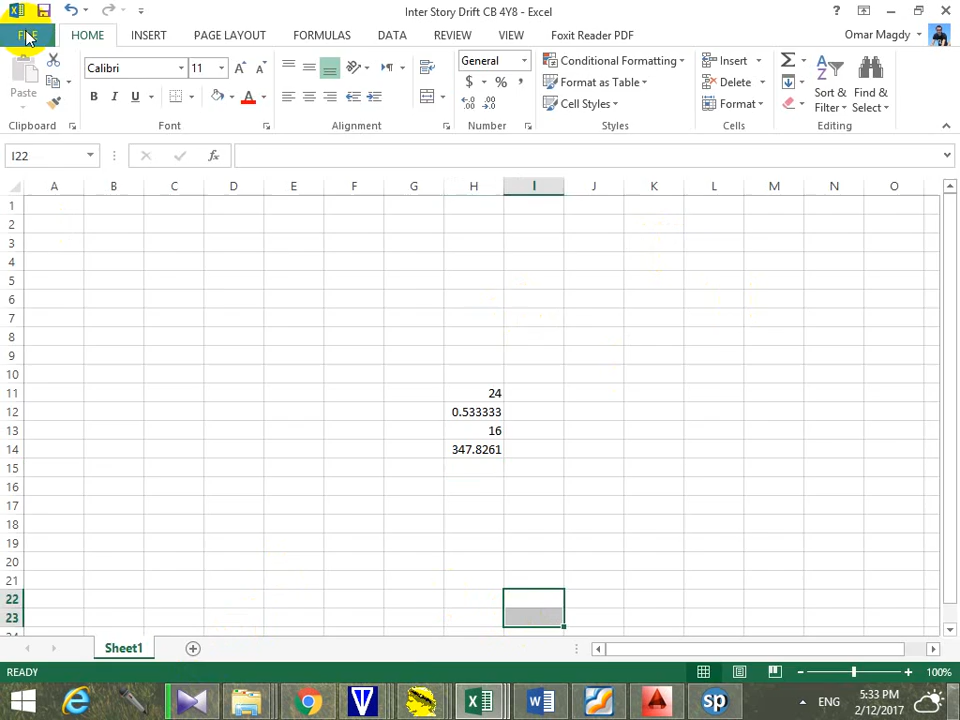 Inter Story Drift CB 4Y8 - Excel
FILE HOME INSERT PAGE LAYOUT FORMULAS DATA REVIEW VIEW Foxit Reader PDF Omar Magdy
Calibri 11 General Conditional Formatting Insert
Paste B I U $ % , Format as Table Delete Sort & Find &
Cell Styles Format Filter Select
Clipboard Font Alignment Number Styles Cells Editing
I22 fx
A B C D E F G H I J K L M N O
1
2
3
4
5
6
7
8
9
10
11 24
12 0.533333
13 16
14 347.8261
15
16
17
18
19
20
21
22
23
Sheet1
READY 100%
ENG 5:33 PM
2/12/2017